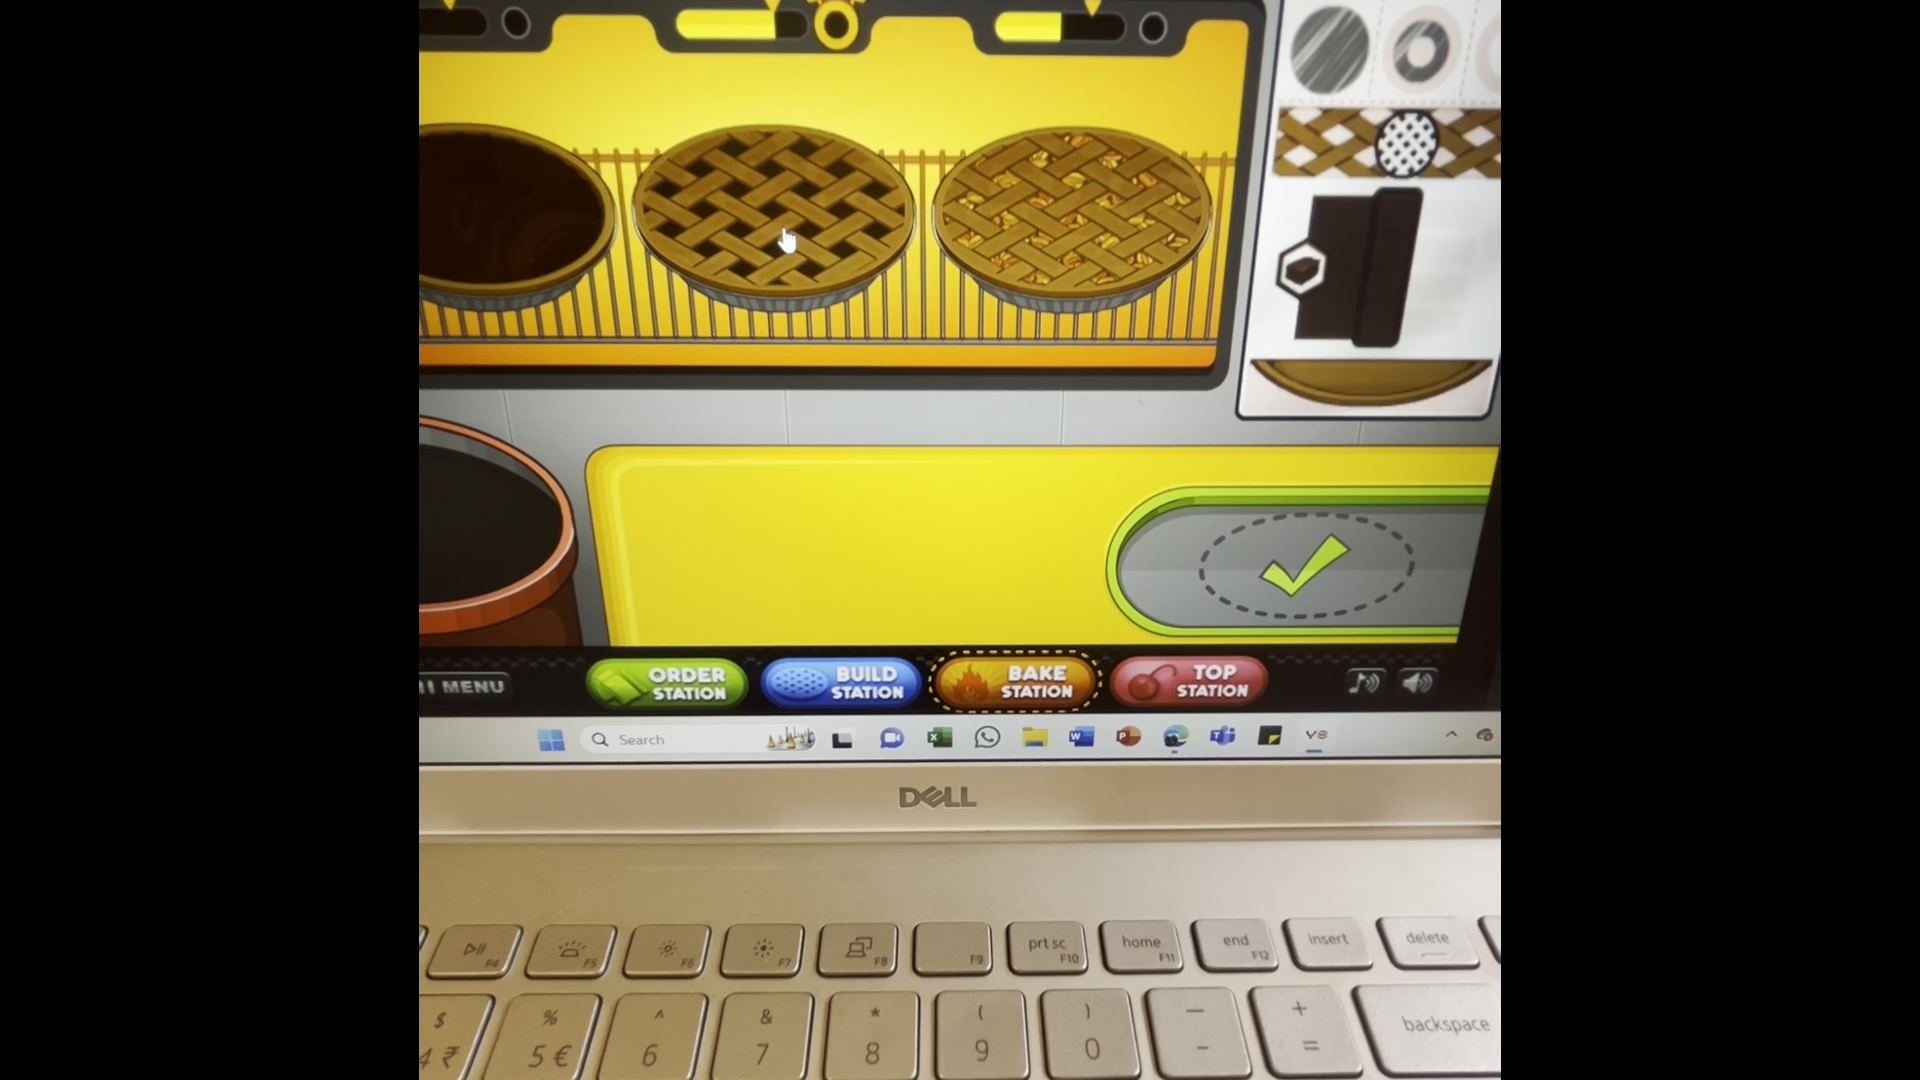 MENU
ORDER
STATION
BUILD
STATION
BAKE
STATION
TOP
STATION
Search
Y8
DELL
F4
F5
F6
F7
F8
F9
prt sc
F10
home
F11
end
F12
insert
delete
$
4 ₹
%
5 €
^
6
&
7
*
8
(
9
)
0
—
-
+
=
backspace